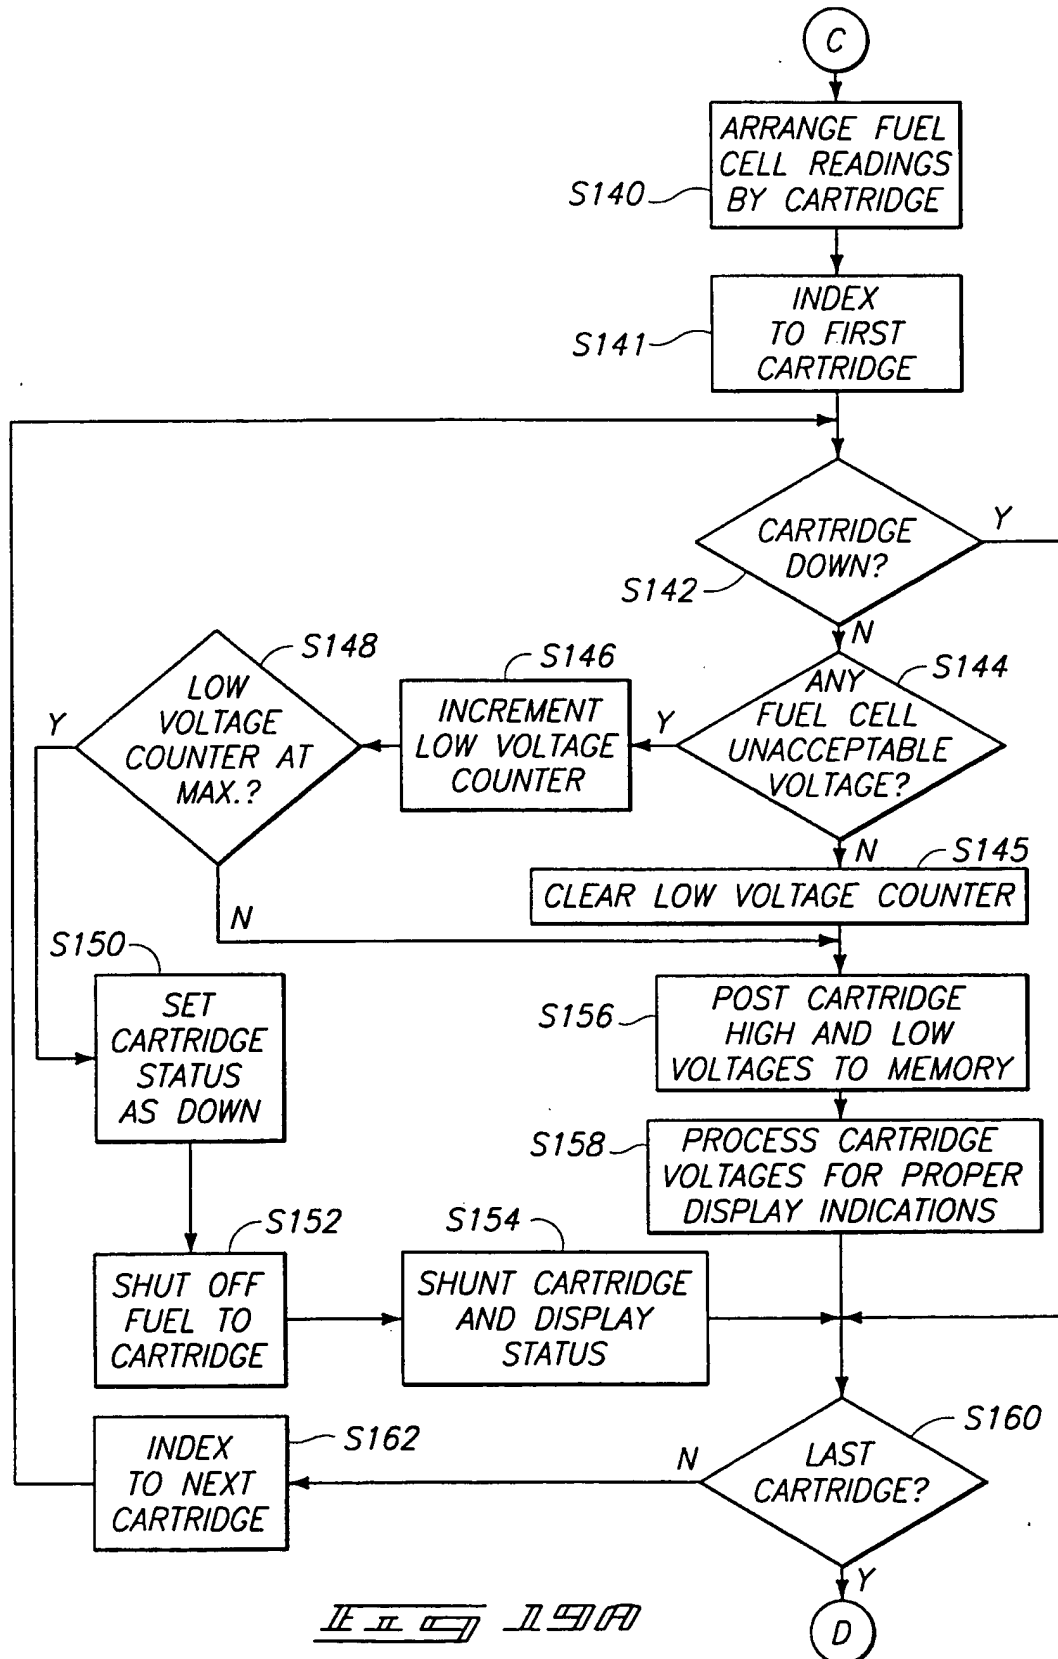 C
ARRANGE FUEL
CELL READINGS
BY CARTRIDGE
S140
INDEX
TO FIRST
CARTRIDGE
S141
CARTRIDGE
DOWN?
Y
S142
N
S148
LOW
VOLTAGE
COUNTER AT
MAX.?
Y
S146
INCREMENT
LOW VOLTAGE
COUNTER
Y
S144
ANY
FUEL CELL
UNACCEPTABLE
VOLTAGE?
N
S145
CLEAR LOW VOLTAGE COUNTER
N
S150
SET
CARTRIDGE
STATUS
AS DOWN
S156
POST CARTRIDGE
HIGH AND LOW
VOLTAGES TO MEMORY
S158
PROCESS CARTRIDGE
VOLTAGES FOR PROPER
DISPLAY INDICATIONS
S152
SHUT OFF
FUEL TO
CARTRIDGE
S154
SHUNT CARTRIDGE
AND DISPLAY
STATUS
S162
INDEX
TO NEXT
CARTRIDGE
N
S160
LAST
CARTRIDGE?
Y
D
FIG 19A